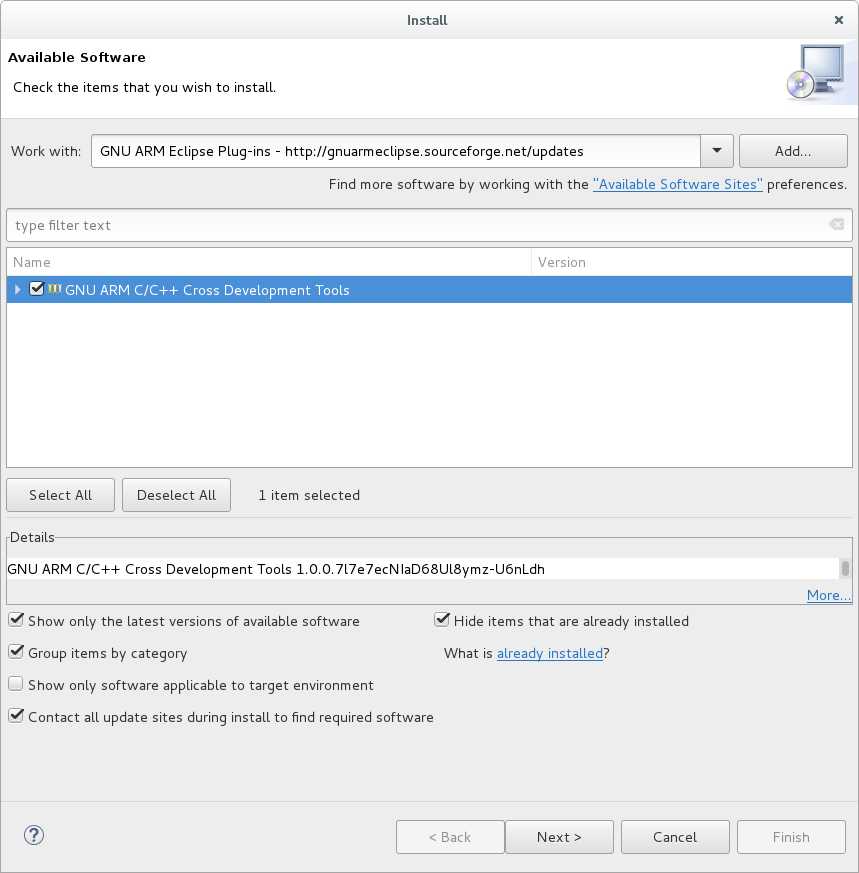 Install
Available Software
Check the items that you wish to install.
Work with: GNU ARM Eclipse Plug-ins - http://gnuarmeclipse.sourceforge.net/updates Add...
Find more software by working with the "Available Software Sites" preferences.
type filter text
Name Version
GNU ARM C/C++ Cross Development Tools
Select All Deselect All 1 item selected
Details
GNU ARM C/C++ Cross Development Tools 1.0.0.7l7e7ecNIaD68Ul8ymz-U6nLdh
More...
Show only the latest versions of available software Hide items that are already installed
Group items by category What is already installed?
Show only software applicable to target environment
Contact all update sites during install to find required software
< Back Next > Cancel Finish